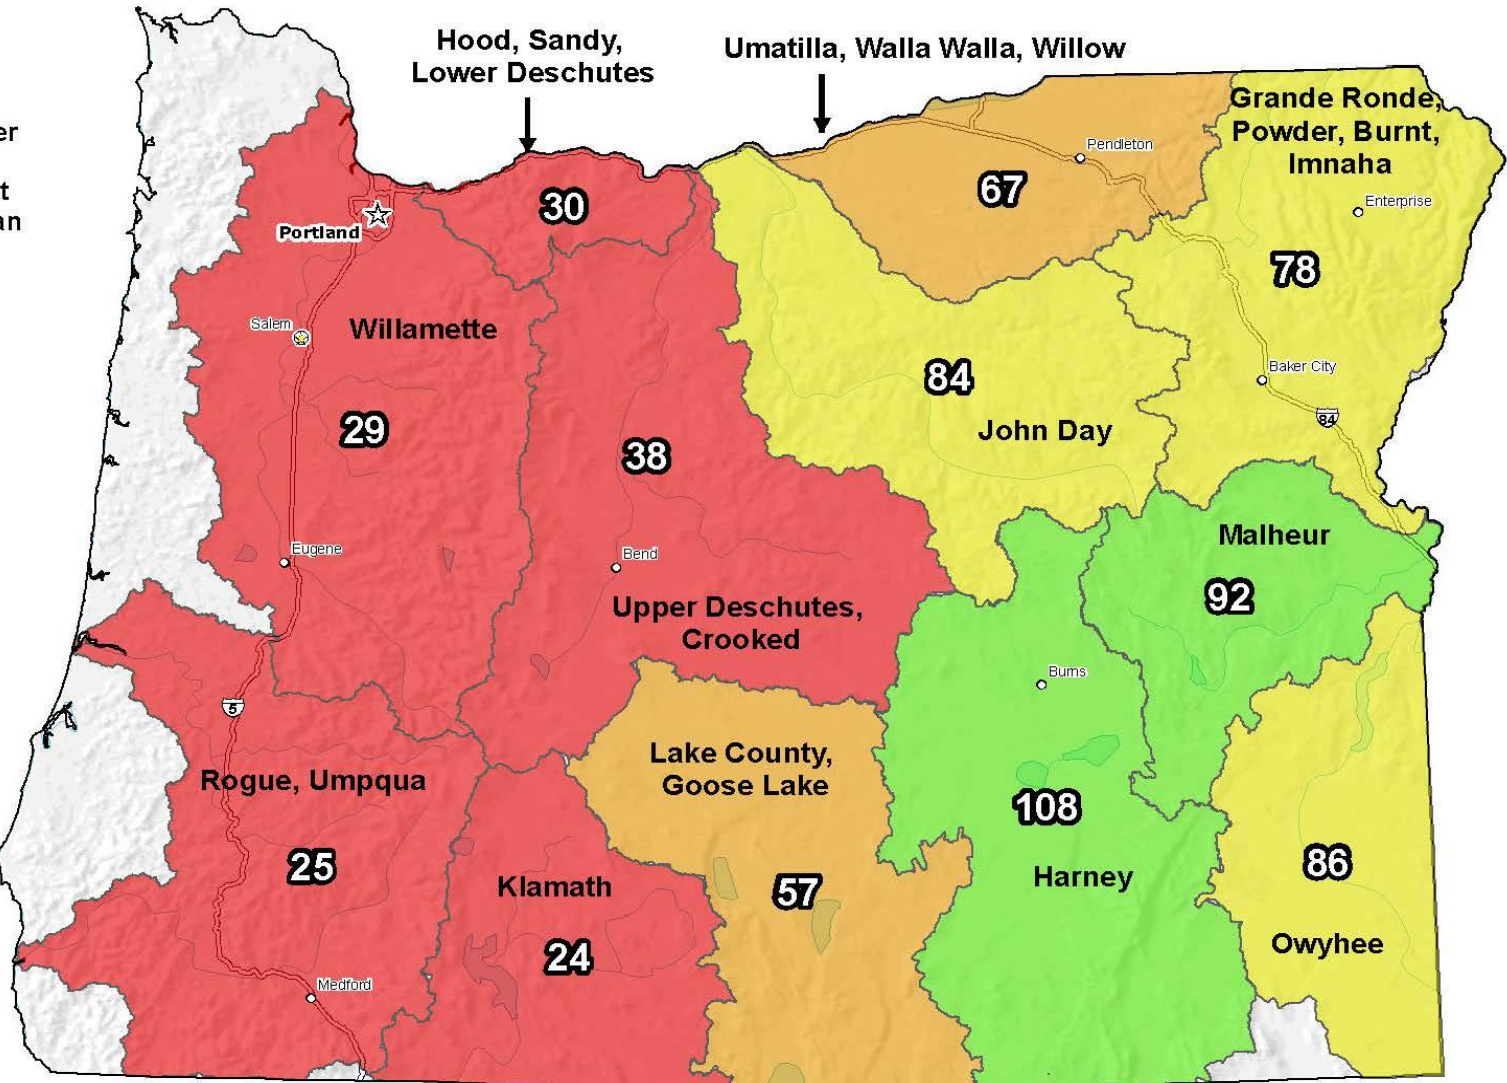 er
t
an
Hood, Sandy,
Lower Deschutes
Umatilla, Walla Walla, Willow
Grande Ronde,
Powder, Burnt,
Imnaha
Pendleton
Enterprise
30
67
Portland
78
Salem
Willamette
84
Baker City
John Day
84
29
38
Malheur
Eugene
Bend
92
Upper Deschutes,
Crooked
Burns
5
Lake County,
Goose Lake
Rogue, Umpqua
108
25
Klamath
57
Harney
86
24
Owyhee
Medford